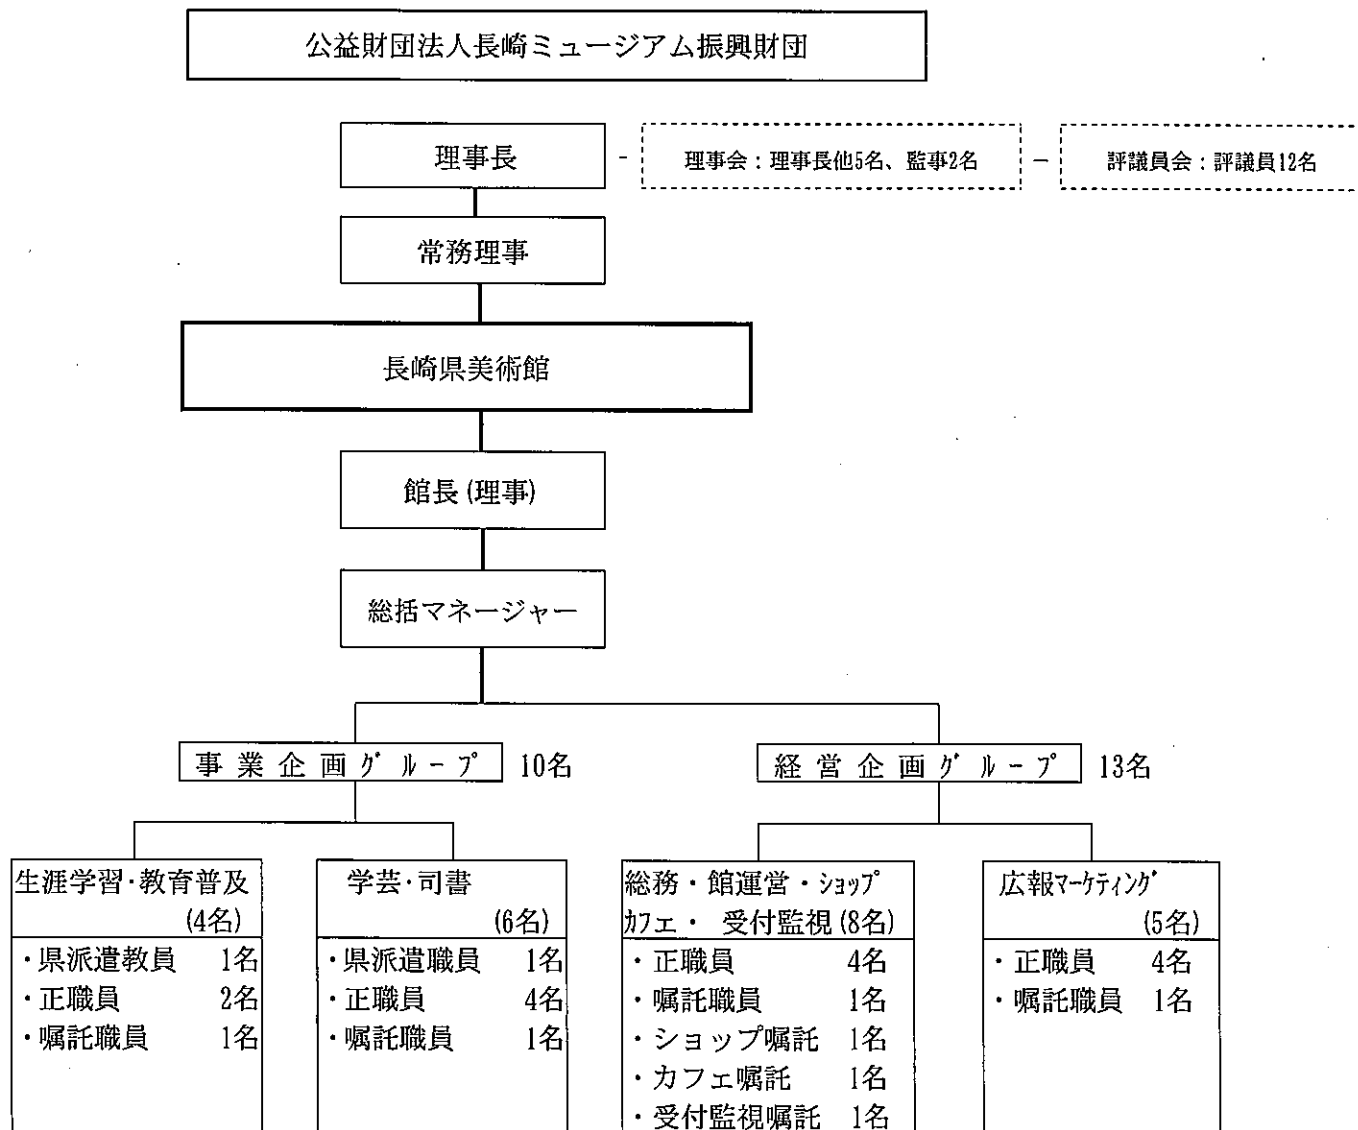 公益財団法人長崎ミュージアム振興財団
理事長 - 理事会：理事長他5名、監事2名 - 評議員会：評議員12名
常務理事
長崎県美術館
館長(理事)
総括マネージャー
事業企画ｸﾞﾙｰﾌﾟ 10名
経営企画ｸﾞﾙｰﾌﾟ 13名
生涯学習･教育普及
(4名)
・県派遣教員 1名
・正職員 2名
・嘱託職員 1名
学芸･司書
(6名)
・県派遣職員 1名
・正職員 4名
・嘱託職員 1名
総務・館運営・ｼｮｯﾌﾟ
ｶﾌｪ・ 受付監視(8名)
・正職員 4名
・嘱託職員 1名
・ショップ嘱託 1名
・カフェ嘱託 1名
・受付監視嘱託 1名
広報ﾏｰｹﾃｨﾝｸﾞ
(5名)
・正職員 4名
・嘱託職員 1名